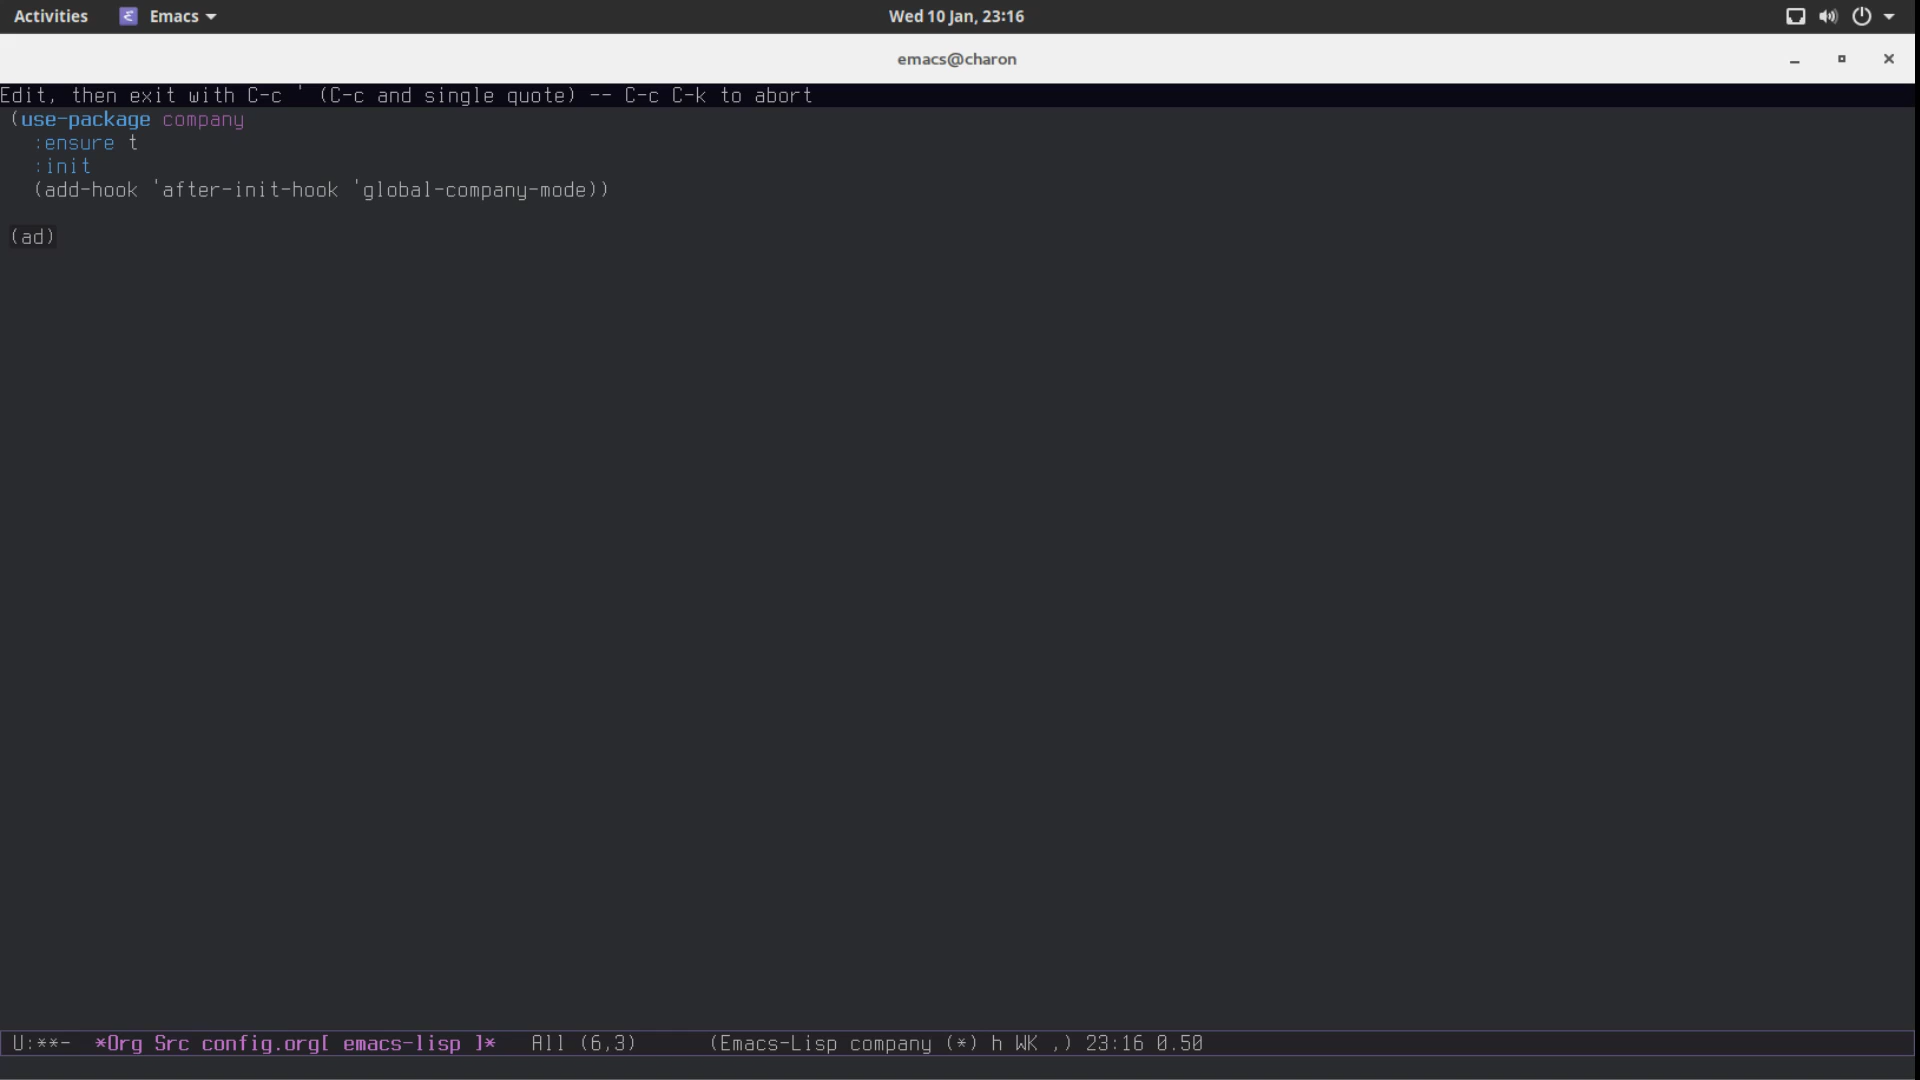 Activities Emacs Wed 10 Jan, 23:16
emacs@charon
Edit, then exit with C-c ' (C-c and single quote) -- C-c C-k to abort
(use-package company
  :ensure t
  :init
  (add-hook 'after-init-hook 'global-company-mode))
(ad)
U:**-  *Org Src config.org[ emacs-lisp ]*   All (6,3)      (Emacs-Lisp company (*) h WK ,) 23:16 0.50